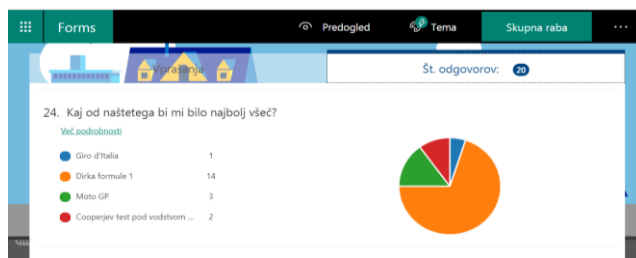 Forms
Predogled
Tema
Skupna raba
Vprašanja
Št. odgovorov: 20
24. Kaj od naštetega bi mi bilo najbolj všeč?
Več podrobnosti
Giro d'Italia 1
Dirka formule 1 14
Moto GP 3
Cooperjev test pod vodstvom ... 2